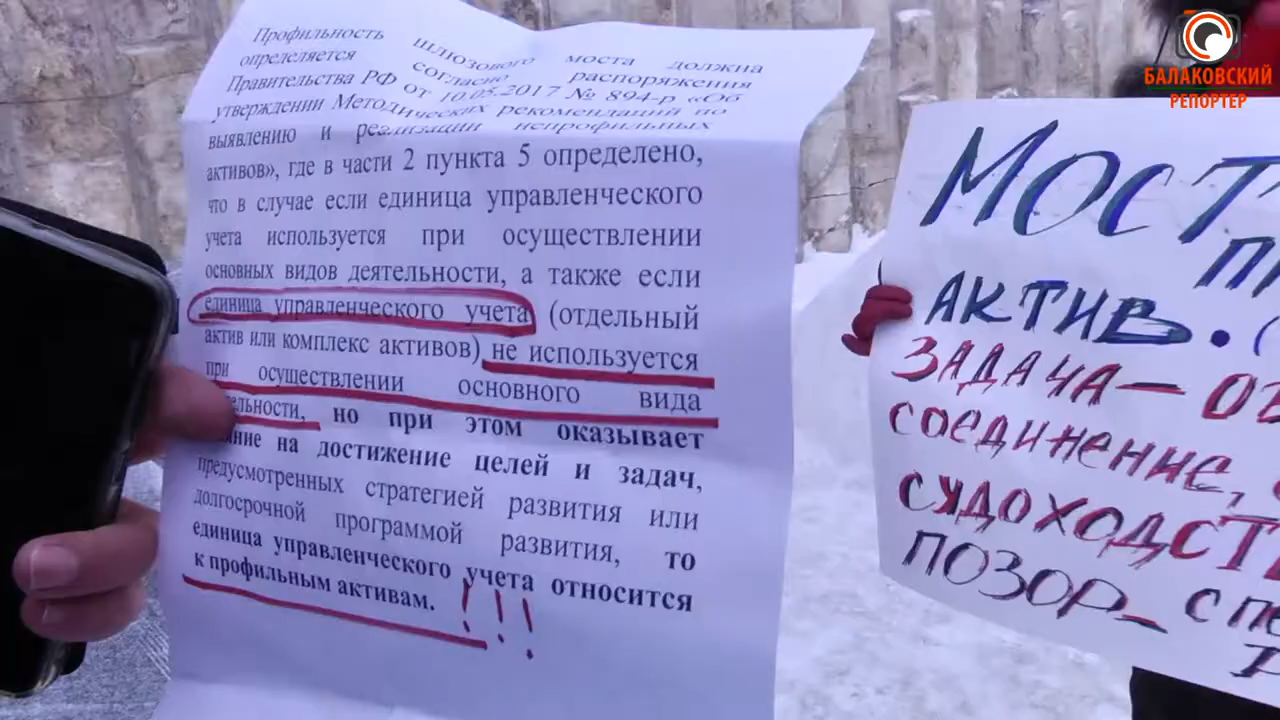 Профильность шлюзового моста должна
определяется согласно распоряжения
Правительства РФ от 10.05.2017 № 894-р «Об
утверждении Методических рекомендаций по
выявлению и реализации непрофильных
активов», где в части 2 пункта 5 определено,
что в случае если единица управленческого
учета используется при осуществлении
основных видов деятельности, а также если
единица управленческого учета (отдельный
актив или комплекс активов) не используется
при осуществлении основного вида
ельности, но при этом оказывает
ание на достижение целей и задач,
предусмотренных стратегией развития или
долгосрочной программой развития, то
единица управленческого учета относится
к профильным активам. !!!
БАЛАКОВСКИЙ
РЕПОРТЕР
МОСТ
АКТИВ. (
ЗАДАЧА —
СОЕДИНЕНИЕ,
СУДОХОДСТ
ПОЗОР